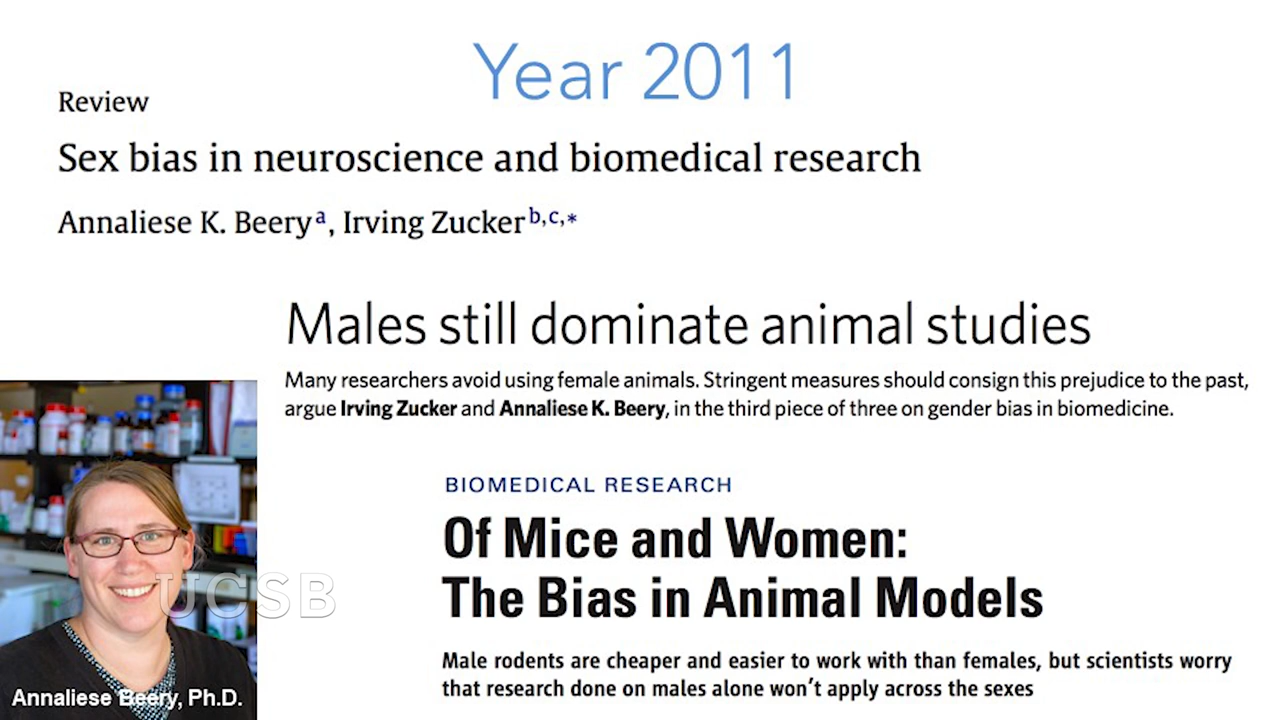 Year 2011
Review
Sex bias in neuroscience and biomedical research
Annaliese K. Beery a, Irving Zucker b,c,*
Males still dominate animal studies
Many researchers avoid using female animals. Stringent measures should consign this prejudice to the past,
argue Irving Zucker and Annaliese K. Beery, in the third piece of three on gender bias in biomedicine.
BIOMEDICAL RESEARCH
Of Mice and Women:
The Bias in Animal Models
Male rodents are cheaper and easier to work with than females, but scientists worry
that research done on males alone won't apply across the sexes
UCSB
Annaliese Beery, Ph.D.